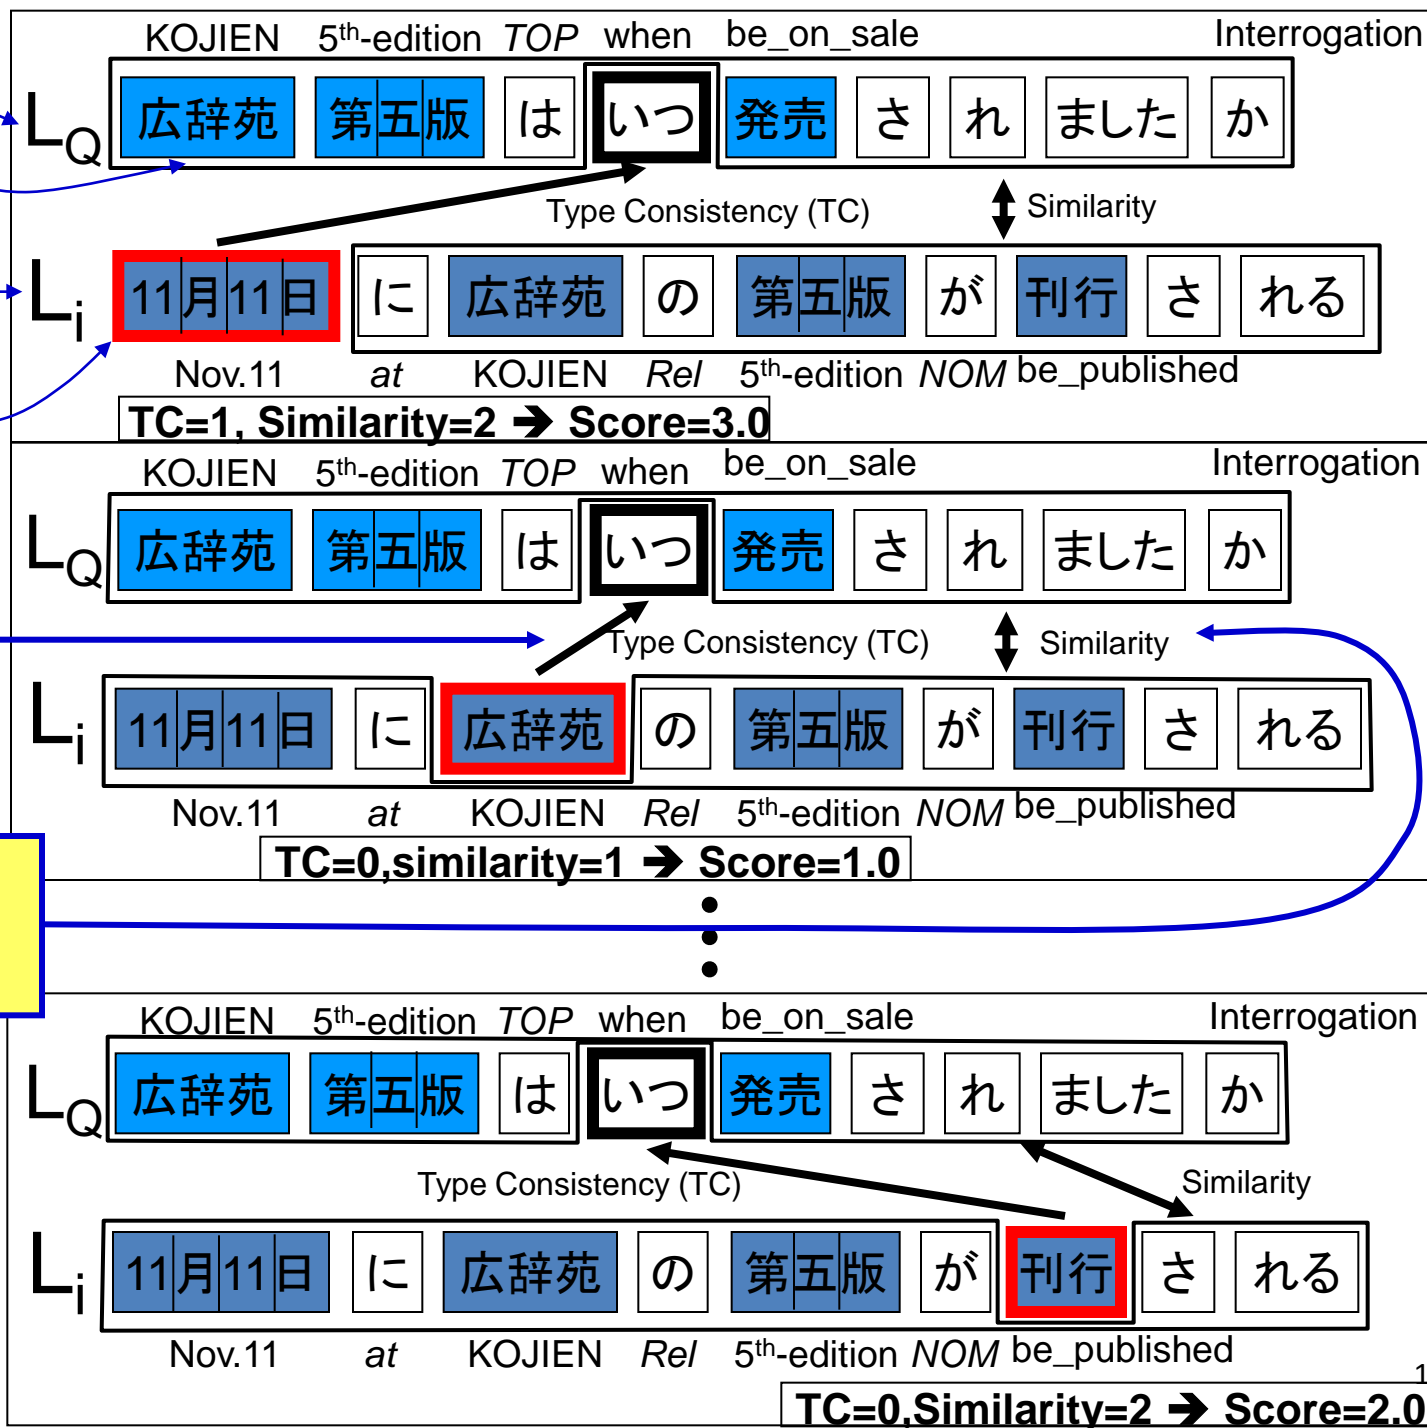 KOJIEN 5th-edition TOP when be_on_sale Interrogation
LQ 広辞苑 第五版 は いつ 発売 さ れ ました か
Type Consistency (TC) Similarity
Li 11月11日 に 広辞苑 の 第五版 が 刊行 さ れる
Nov.11 at KOJIEN Rel 5th-edition NOM be_published
TC=1, Similarity=2 ➔ Score=3.0
KOJIEN 5th-edition TOP when be_on_sale Interrogation
LQ 広辞苑 第五版 は いつ 発売 さ れ ました か
Type Consistency (TC) Similarity
Li 11月11日 に 広辞苑 の 第五版 が 刊行 さ れる
Nov.11 at KOJIEN Rel 5th-edition NOM be_published
TC=0,similarity=1 ➔ Score=1.0
KOJIEN 5th-edition TOP when be_on_sale Interrogation
LQ 広辞苑 第五版 は いつ 発売 さ れ ました か
Type Consistency (TC) Similarity
Li 11月11日 に 広辞苑 の 第五版 が 刊行 さ れる
Nov.11 at KOJIEN Rel 5th-edition NOM be_published
1
TC=0,Similarity=2 ➔ Score=2.0